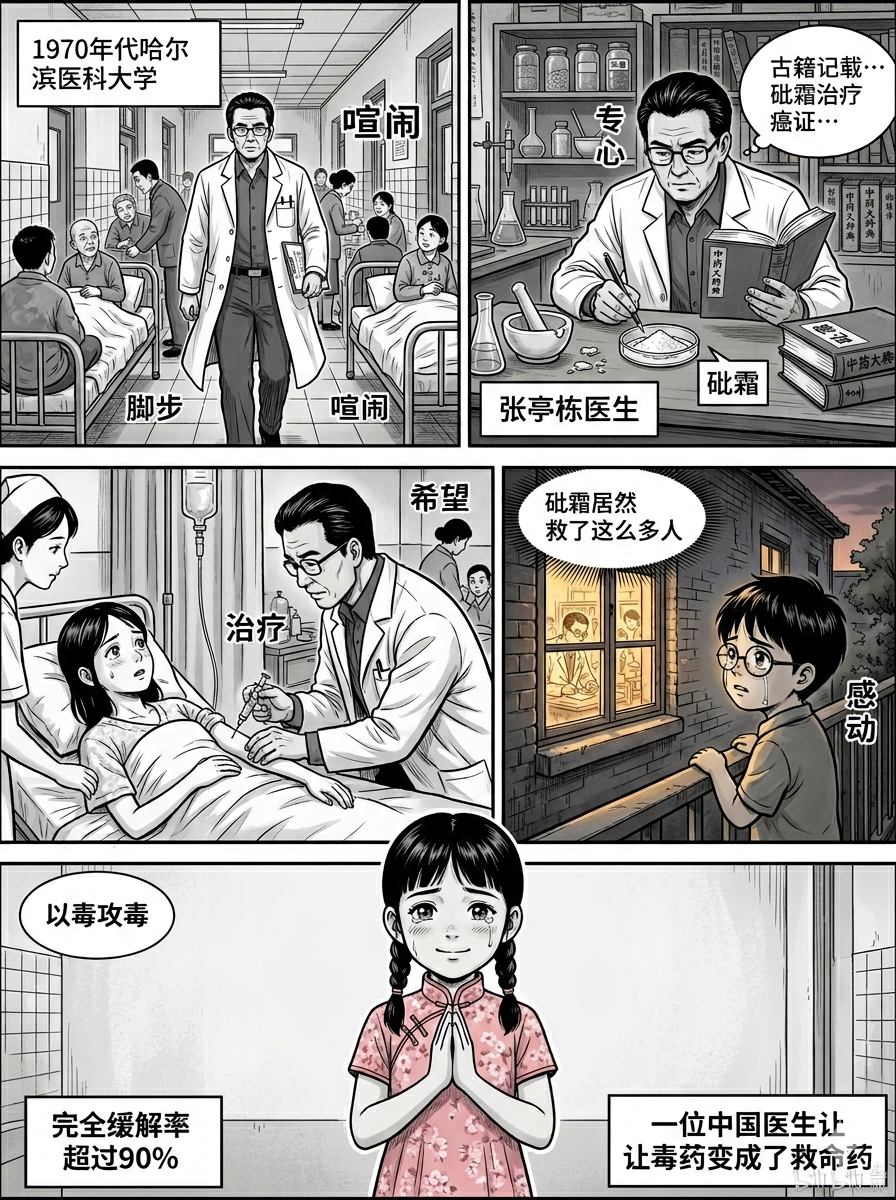 1970年代哈尔
滨医科大学
喧闹
脚步
喧闹
古籍记载…
砒霜治疗
癌证…
专心
砒霜
张亭栋医生
希望
治疗
砒霜居然
救了这么多人
感动
以毒攻毒
完全缓解率
超过90%
一位中国医生让
让毒药变成了救命药